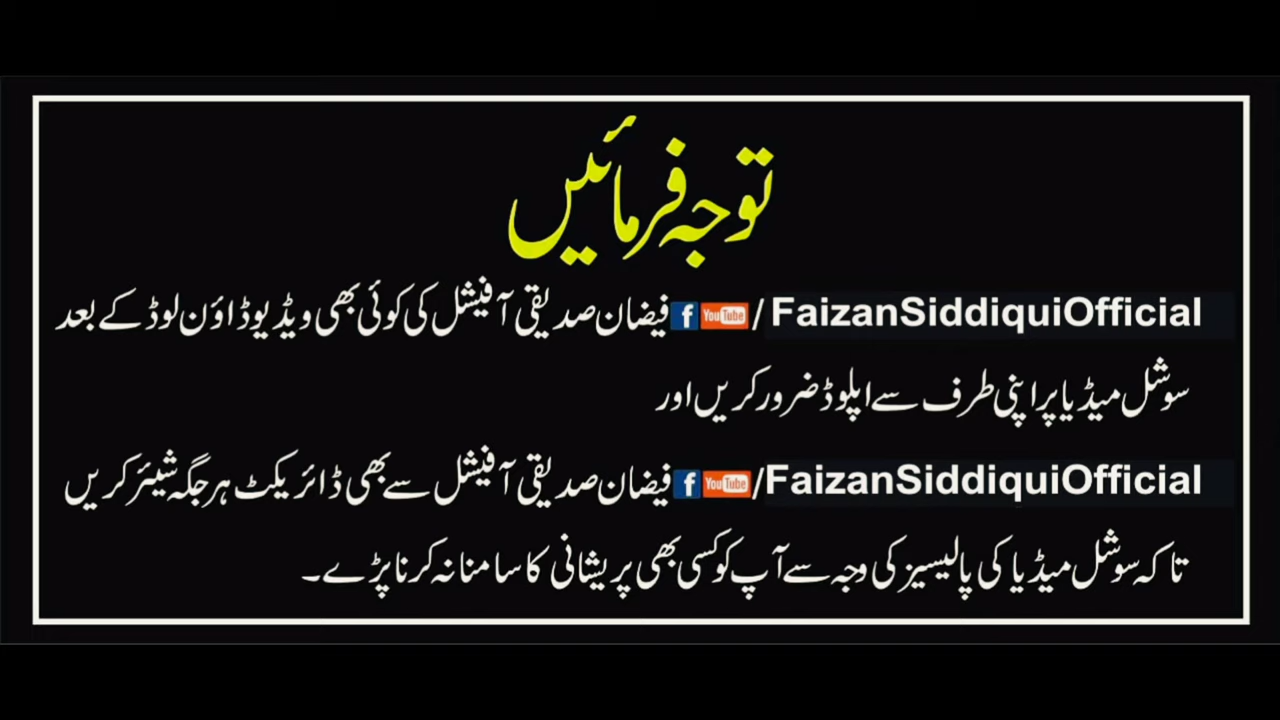 توجہ فرمائیں
FaizanSiddiquiOfficial/ YouTube f فیضان صدیقی آفیشل کی کوئی بھی ویڈیو ڈاؤن لوڈ کے بعد
سوشل میڈیا پر اپنی طرف سے اپلوڈ ضرور کریں اور
FaizanSiddiquiOfficial/ YouTube f فیضان صدیقی آفیشل سے بھی ڈائریکٹ ہر جگہ شیئر کریں
تاکہ سوشل میڈیا کی پالیسیز کی وجہ سے آپ کو کسی بھی پریشانی کا سامنا نہ کرنا پڑے۔